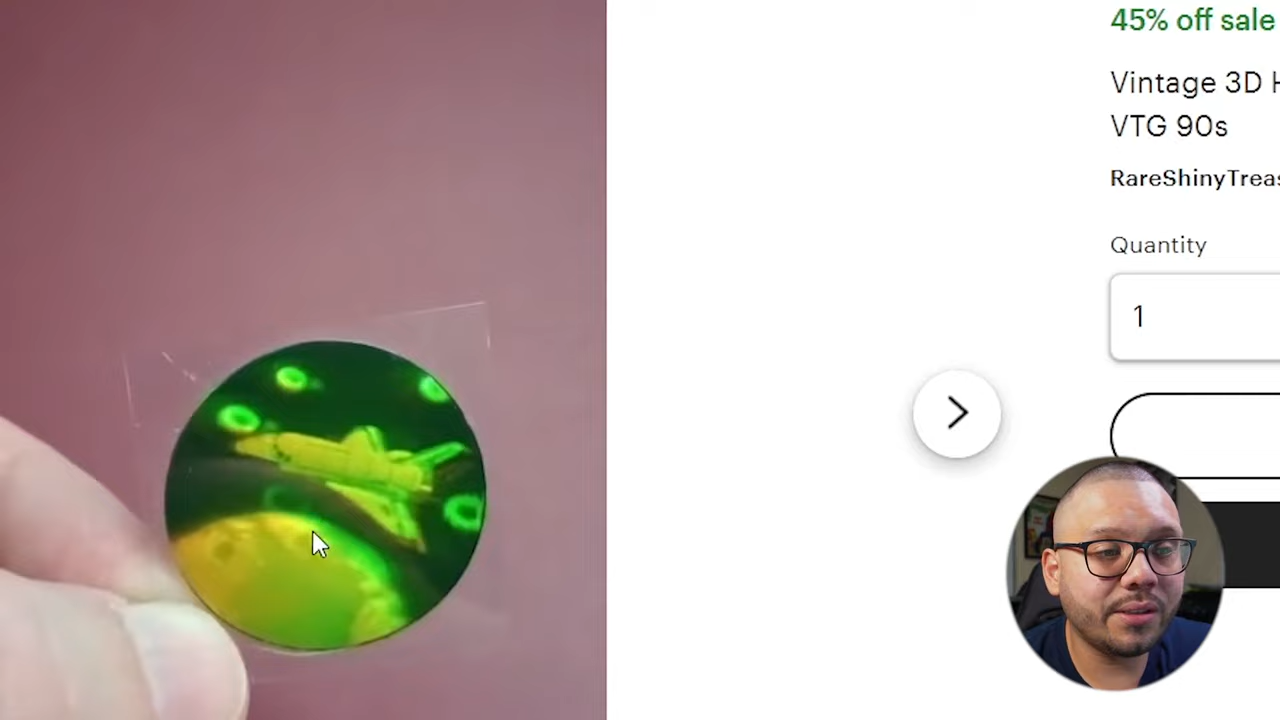 45% off sale
Vintage 3D
VTG 90s
RareShinyTreas
Quantity
1